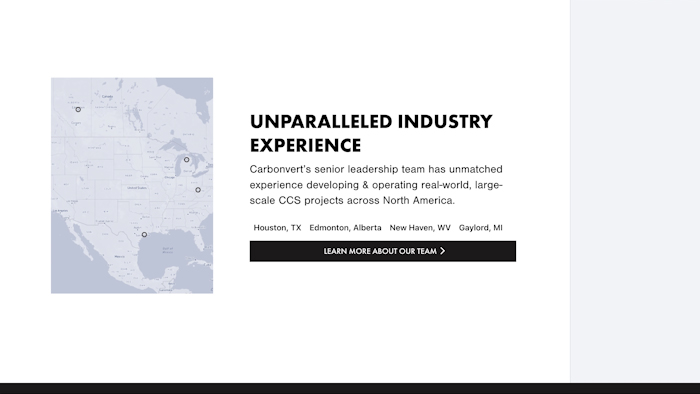 UNPARALLELED INDUSTRY
EXPERIENCE
Carbonvert's senior leadership team has unmatched
experience developing & operating real-world, large-
scale CCS projects across North America.
Houston, TX Edmonton, Alberta New Haven, WV Gaylord, MI
LEARN MORE ABOUT OUR TEAM